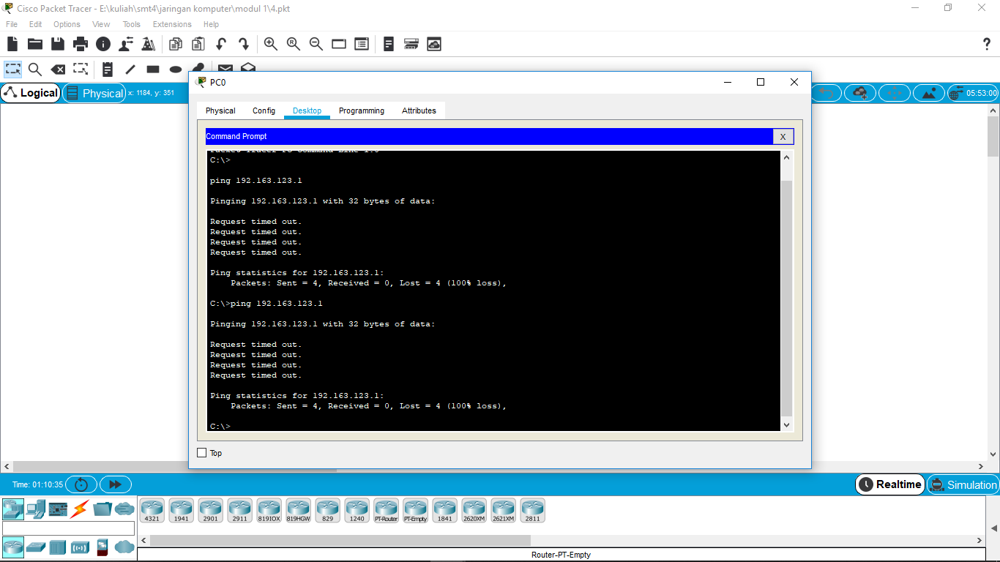 Cisco Packet Tracer - E:\kuliah\smt4\jaringan komputer\modul 1\4.pkt
File Edit Options View Tools Extensions Help
?
Logical Physical x: 1184, y: 351 05:53:00
PC0
Physical Config Desktop Programming Attributes
Command Prompt X
Packet Tracer PC Command Line 1.0
C:\>
ping 192.163.123.1
Pinging 192.163.123.1 with 32 bytes of data:
Request timed out.
Request timed out.
Request timed out.
Request timed out.
Ping statistics for 192.163.123.1:
Packets: Sent = 4, Received = 0, Lost = 4 (100% loss),
C:\>ping 192.163.123.1
Pinging 192.163.123.1 with 32 bytes of data:
Request timed out.
Request timed out.
Request timed out.
Request timed out.
Ping statistics for 192.163.123.1:
Packets: Sent = 4, Received = 0, Lost = 4 (100% loss),
C:\>
Top
Time: 01:10:35 Realtime Simulation
4321 1941 2901 2911 819IOX 819HGW 829 1240 PT-Router PT-Empty 1841 2620XM 2621XM 2811
Router-PT-Empty